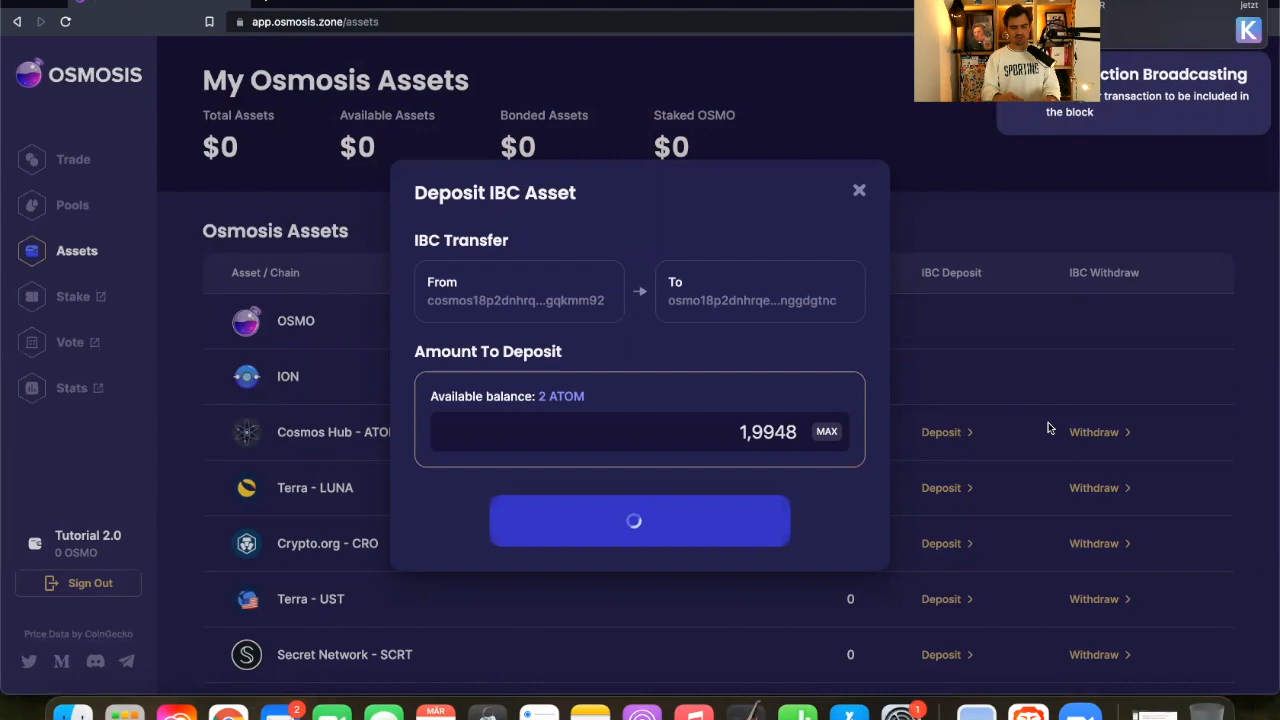 app.osmosis.zone/assets
jetzt
K
SPORTING
OSMOSIS
My Osmosis Assets
ction Broadcasting
transaction to be included in
the block
Total Assets
Available Assets
Bonded Assets
Staked OSMO
$0
$0
$0
$0
Trade
Pools
Assets
Stake
Vote
Stats
Deposit IBC Asset
IBC Transfer
From
cosmos18p2dnhrq...gqkmm92
To
osmo18p2dnhrqe...nggdgtnc
Amount To Deposit
Available balance: 2 ATOM
1,9948
MAX
Osmosis Assets
Asset / Chain
IBC Deposit
IBC Withdraw
OSMO
ION
Cosmos Hub - ATO
Deposit
Withdraw
Terra - LUNA
Deposit
Withdraw
Crypto.org - CRO
Deposit
Withdraw
Terra - UST
0
Deposit
Withdraw
Secret Network - SCRT
0
Deposit
Withdraw
Tutorial 2.0
0 OSMO
Sign Out
Price Data by CoinGecko
2
MÄR
1